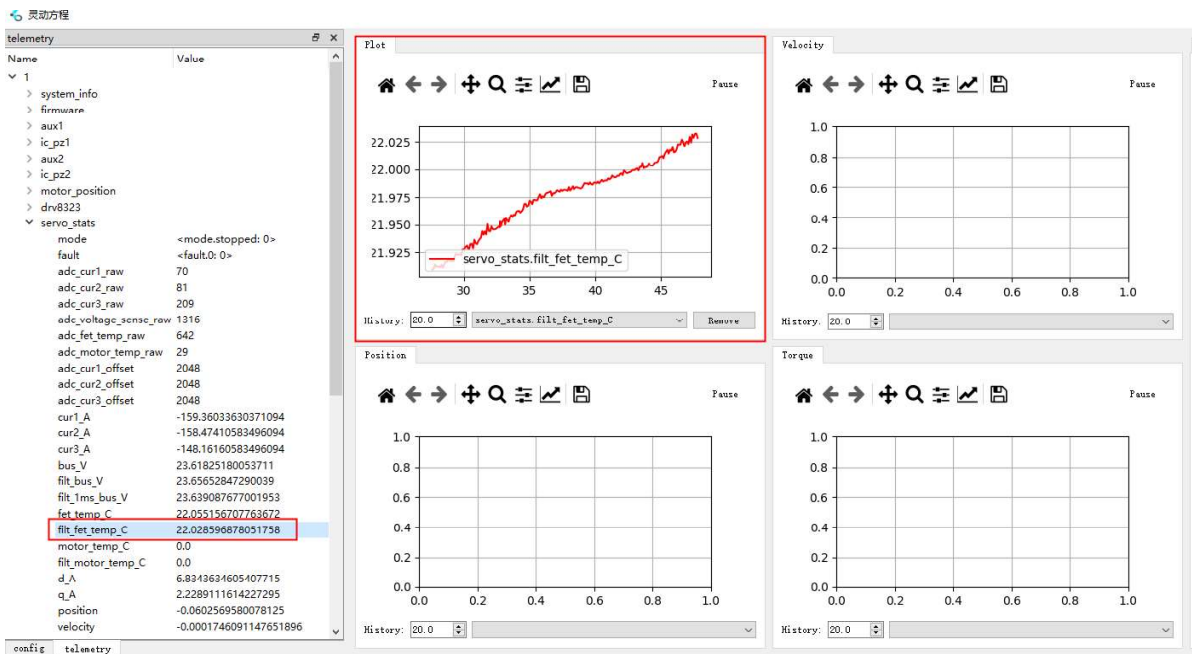 灵动方程
telemetry
Name Value
1
system_info
firmware
aux1
ic_pz1
aux2
ic_pz2
motor_position
drv8323
servo_stats
mode <mode.stopped: 0>
fault <fault.0: 0>
adc_cur1_raw 70
adc_cur2_raw 81
adc_cur3_raw 209
adc_voltage_sense_raw 1316
adc_fet_temp_raw 642
adc_motor_temp_raw 29
adc_cur1_offset 2048
adc_cur2_offset 2048
adc_cur3_offset 2048
cur1_A -159.36033630371094
cur2_A -158.47410583496094
cur3_A -148.16160583496094
bus_V 23.61825180053711
filt_bus_V 23.65652847290039
filt_1ms_bus_V 23.639087677001953
fet_temp_C 22.055156707763672
filt_fet_temp_C 22.028596878051758
motor_temp_C 0.0
filt_motor_temp_C 0.0
d_A 6.8343634605407715
q_A 2.2289111614227295
position -0.0602569580078125
velocity -0.0001746091147651896
config telemetry
Plot
Pause
22.025
22.000
21.975
21.950
21.925
servo_stats.filt_fet_temp_C
30 35 40 45
History: 20.0 servo_stats.filt_fet_temp_C Remove
Velocity
Pause
1.0
0.8
0.6
0.4
0.2
0.0
0.0 0.2 0.4 0.6 0.8 1.0
History: 20.0
Position
Pause
1.0
0.8
0.6
0.4
0.2
0.0
0.0 0.2 0.4 0.6 0.8 1.0
History: 20.0
Torque
Pause
1.0
0.8
0.6
0.4
0.2
0.0
0.0 0.2 0.4 0.6 0.8 1.0
History: 20.0